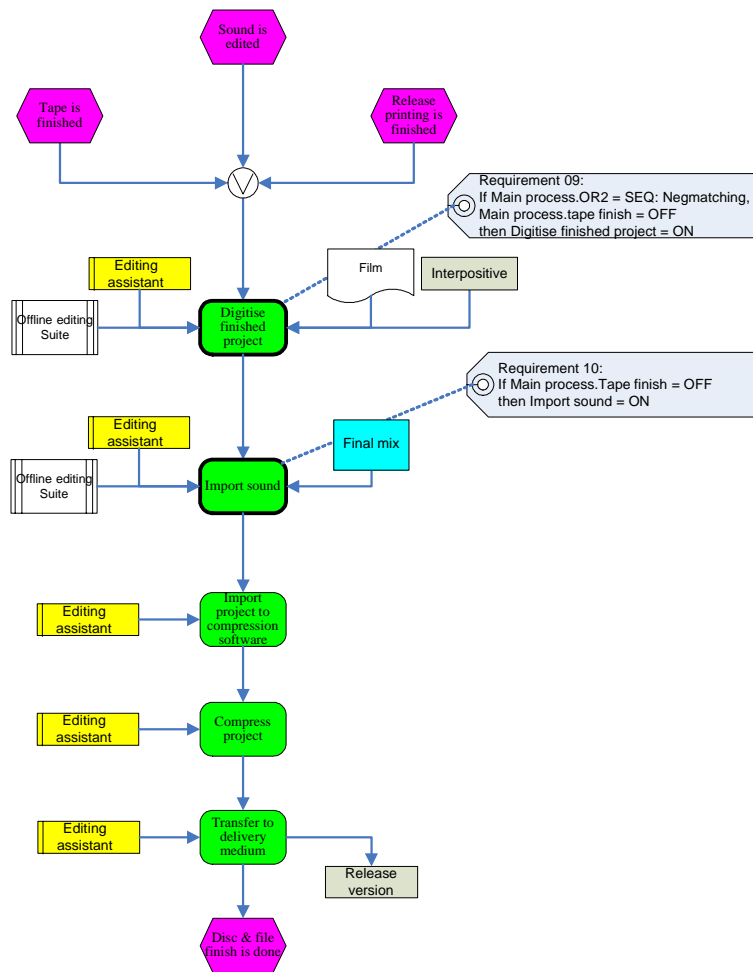 Sound is
edited
Tape is
finished
Release
printing is
finished
V
Requirement 09:
If Main process.OR2 = SEQ: Negmatching,
Main process.tape finish = OFF
then Digitise finished project = ON
Editing
assistant
Film
Interpositive
Offline editing
Suite
Digitise
finished
project
Requirement 10:
If Main process.Tape finish = OFF
then Import sound = ON
Editing
assistant
Final mix
Offline editing
Suite
Import sound
Editing
assistant
Import
project to
compression
software
Editing
assistant
Compress
project
Editing
assistant
Transfer to
delivery
medium
Release
version
Disc & file
finish is done